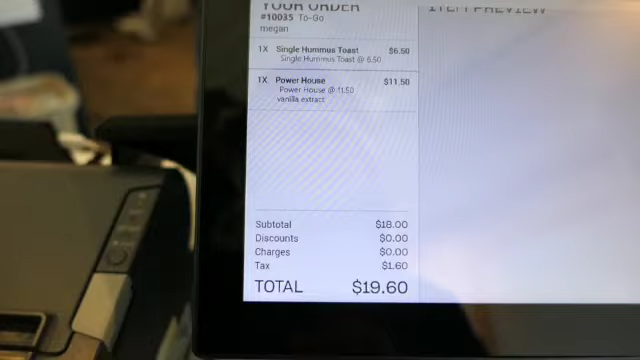 YOUR ORDER
ITEM PREVIEW
#10035 To-Go
megan
1X Single Hummus Toast $6.50
Single Hummus Toast @ 6.50
1X Power House $11.50
Power House @ 11.50
vanilla extract
Subtotal $18.00
Discounts $0.00
Charges $0.00
Tax $1.60
TOTAL $19.60